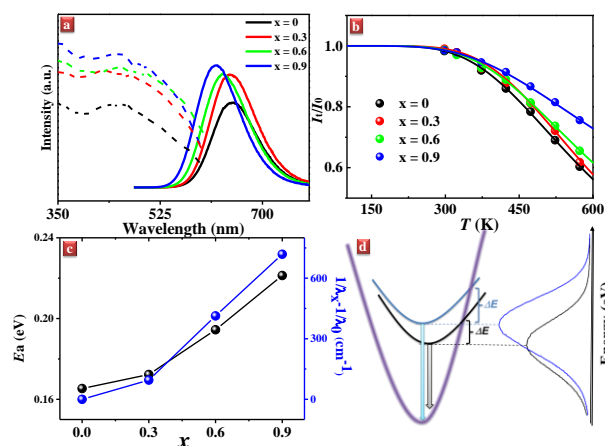 a
x = 0
x = 0.3
x = 0.6
x = 0.9
Intensity (a.u.)
350
525
700
Wavelength (nm)
b
1.0
0.8
0.6
It/I0
x = 0
x = 0.3
x = 0.6
x = 0.9
150
300
450
600
T (K)
c
0.24
0.20
0.16
Ea (eV)
600
400
200
0
1/λx-1/λ0 (cm-1)
0.0
0.3
0.6
0.9
x
d
ΔE
ΔE